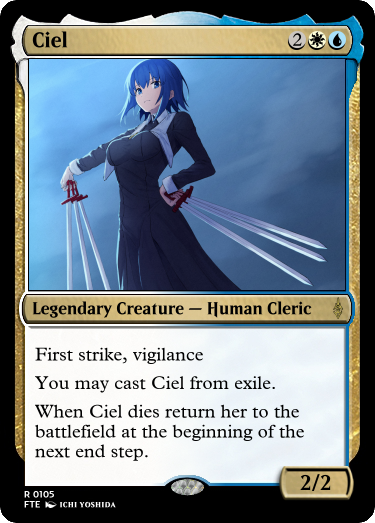 Ciel 2
Legendary Creature — Human Cleric
First strike, vigilance
You may cast Ciel from exile.
When Ciel dies return her to the
battlefield at the beginning of the
next end step.
2/2
R 0105
FTE ICHI YOSHIDA